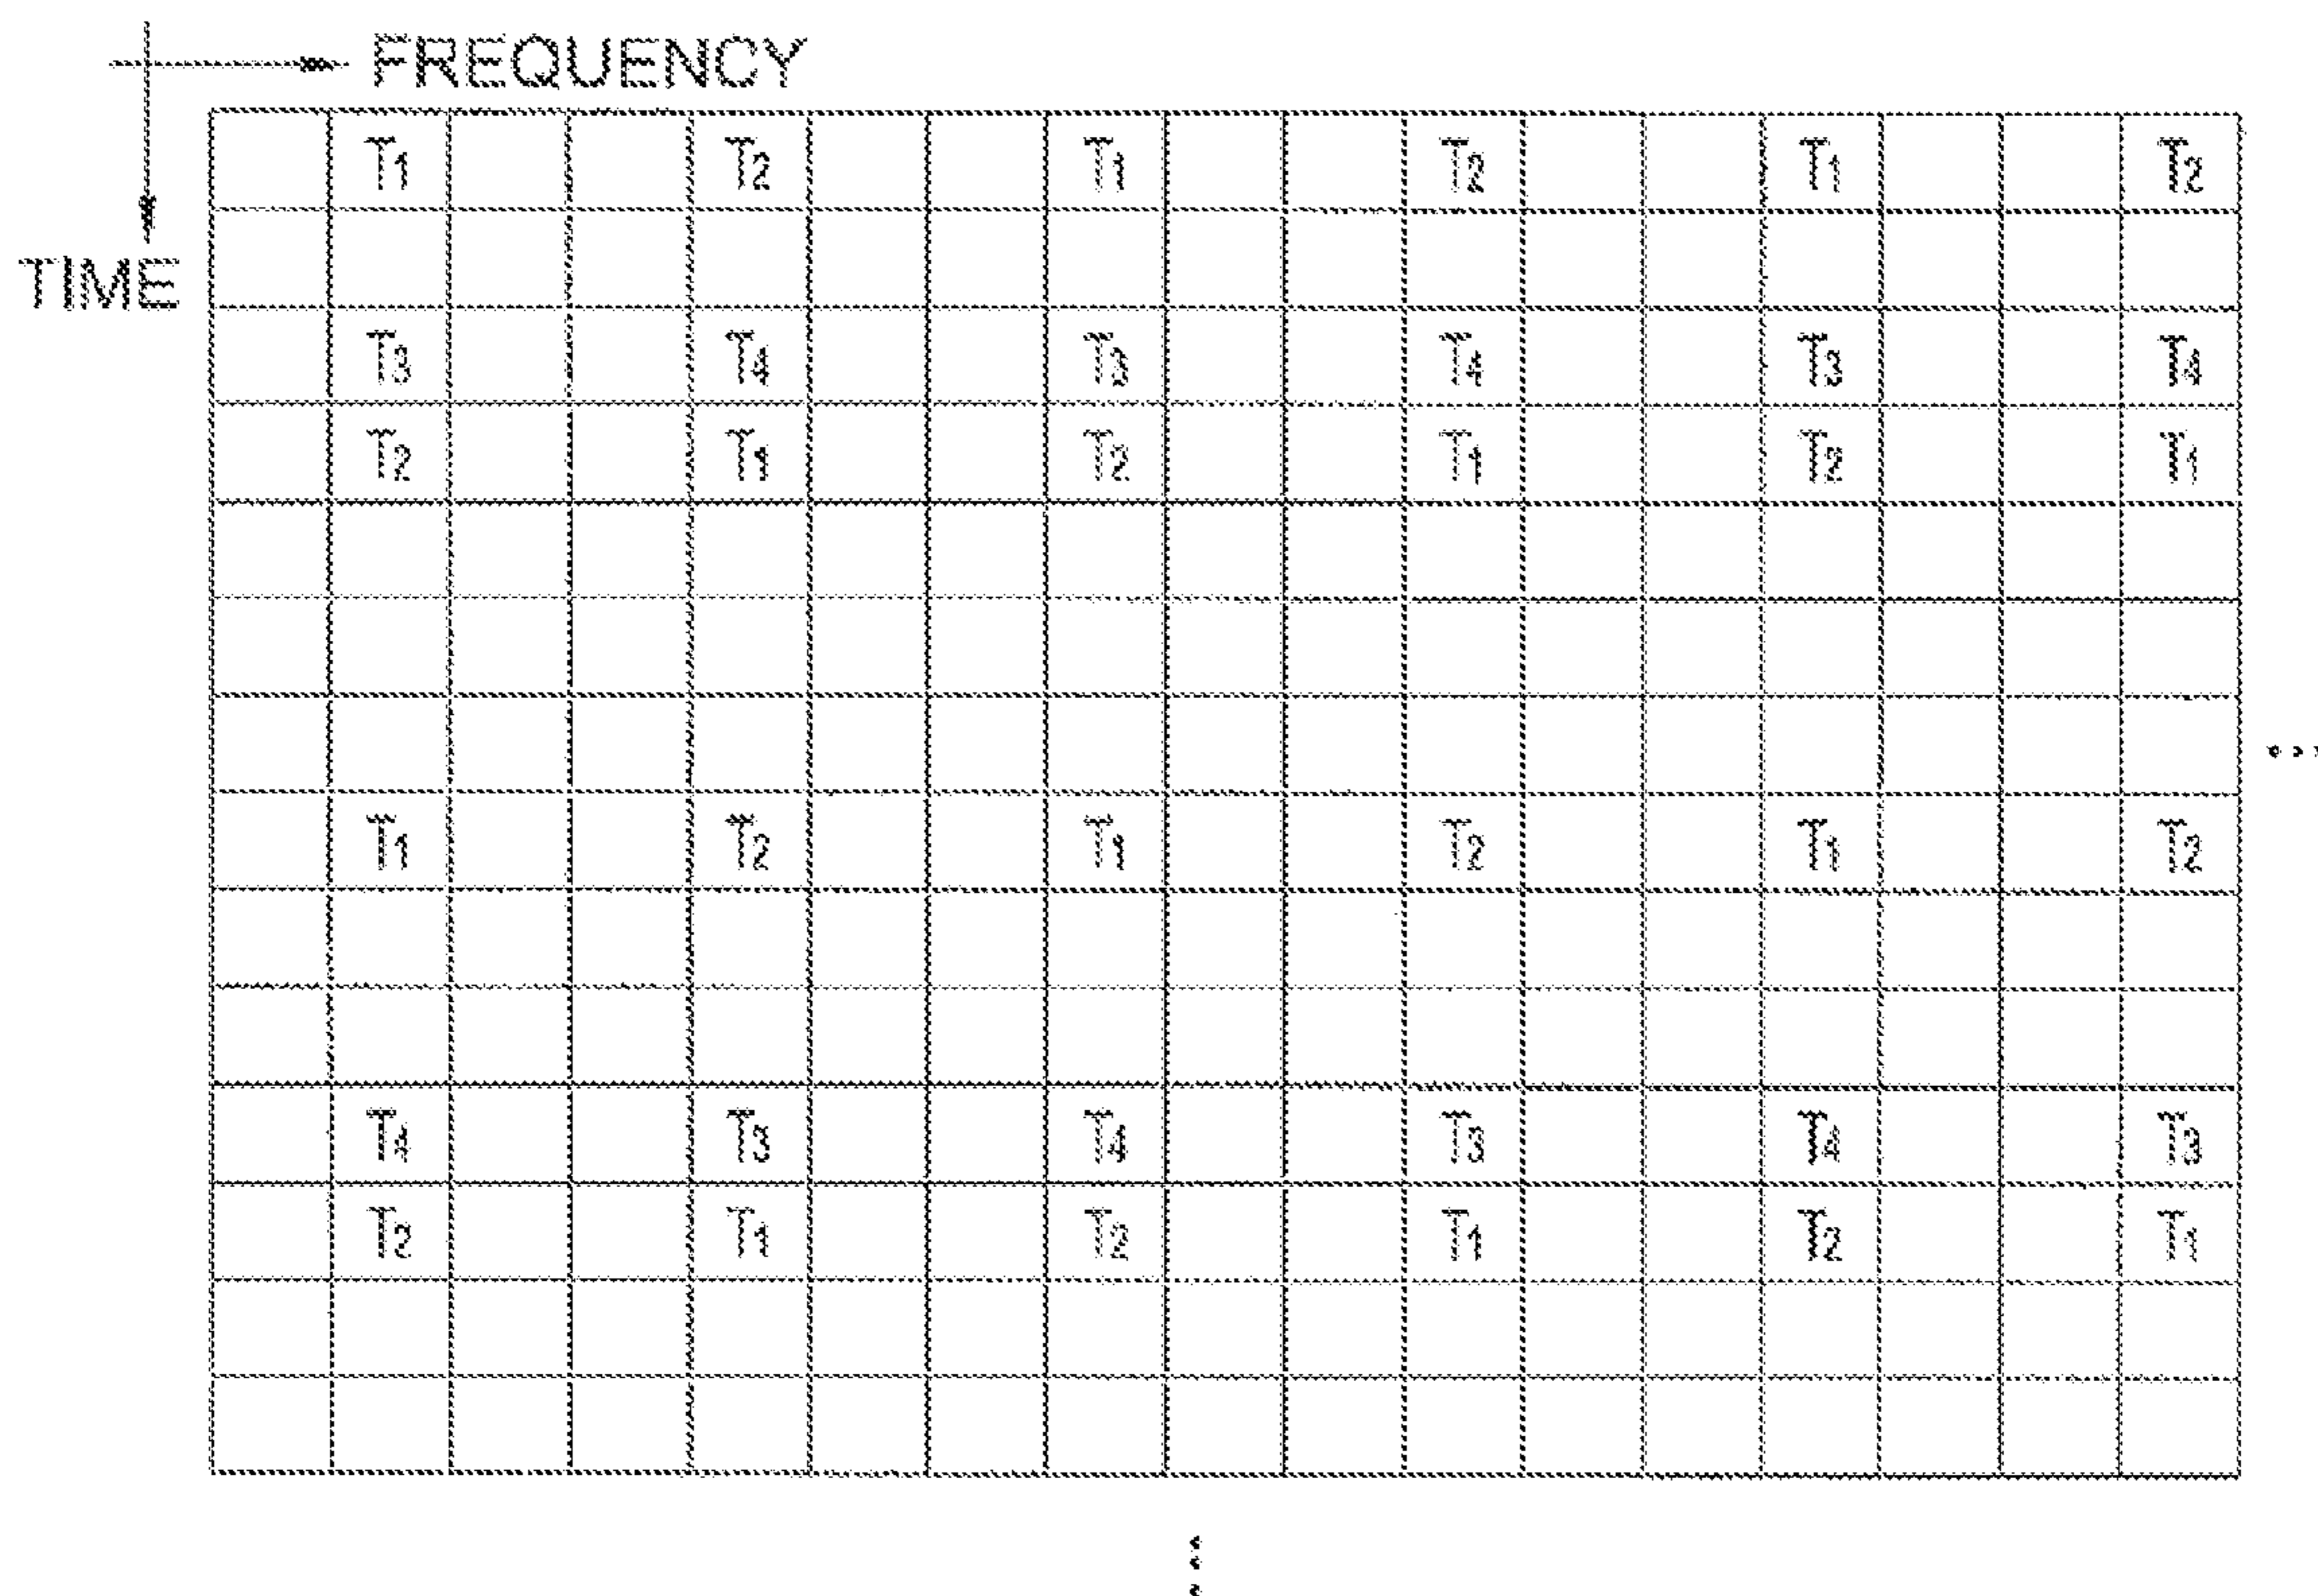 FREQUENCY
TIME
T1 T2 T1 T2 T1 T2
T3 T4 T3 T4 T3 T4
T2 T1 T2 T1 T2 T1
...
T1 T2 T1 T2 T1 T2
T4 T3 T4 T3 T4 T3
T2 T1 T2 T1 T2 T1
...